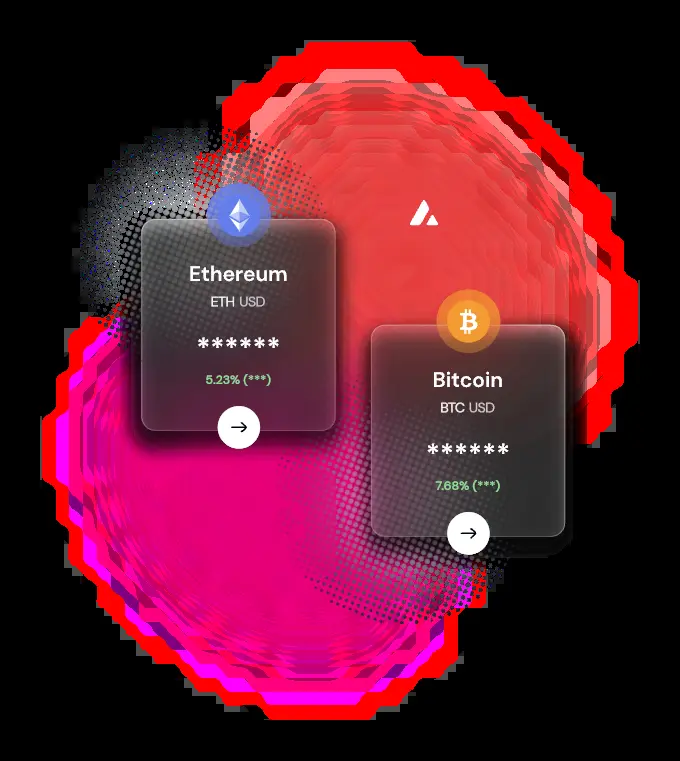 Ethereum
ETH USD
******
5.23% (***)
Bitcoin
BTC USD
******
7.68% (***)